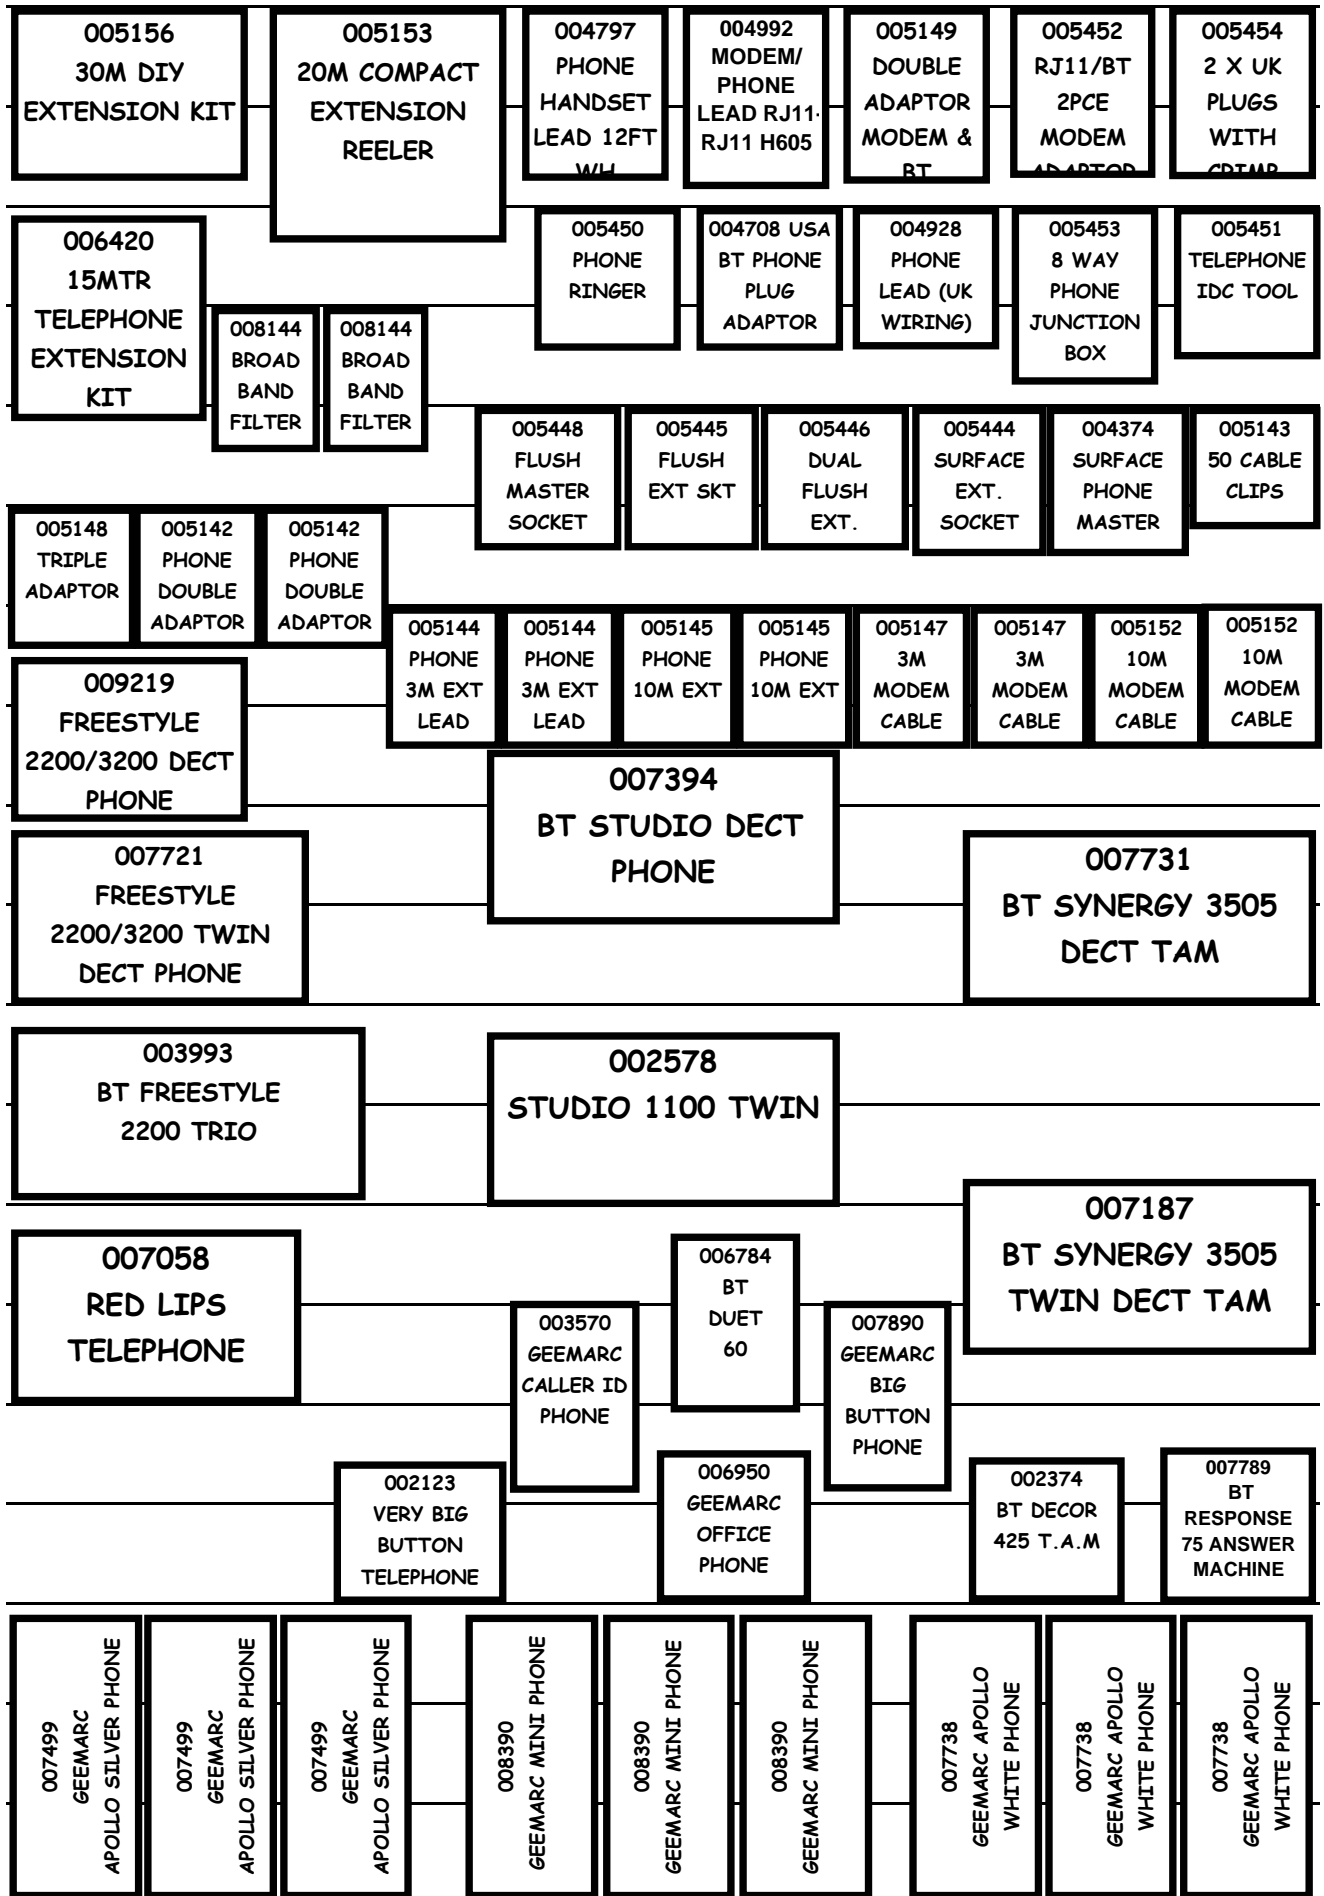 005156
30M DIY
EXTENSION KIT
005153
20M COMPACT
EXTENSION
REELER
004797
PHONE
HANDSET
LEAD 12FT
WH
004992
MODEM/
PHONE
LEAD RJ11-
RJ11 H605
005149
DOUBLE
ADAPTOR
MODEM &
BT
005452
RJ11/BT
2PCE
MODEM
ADAPTOR
005454
2 X UK
PLUGS
WITH
CRIMP
006420
15MTR
TELEPHONE
EXTENSION
KIT
008144
BROAD
BAND
FILTER
008144
BROAD
BAND
FILTER
005450
PHONE
RINGER
004708 USA
BT PHONE
PLUG
ADAPTOR
004928
PHONE
LEAD (UK
WIRING)
005453
8 WAY
PHONE
JUNCTION
BOX
005451
TELEPHONE
IDC TOOL
005448
FLUSH
MASTER
SOCKET
005445
FLUSH
EXT SKT
005446
DUAL
FLUSH
EXT.
005444
SURFACE
EXT.
SOCKET
004374
SURFACE
PHONE
MASTER
005143
50 CABLE
CLIPS
005148
TRIPLE
ADAPTOR
005142
PHONE
DOUBLE
ADAPTOR
005142
PHONE
DOUBLE
ADAPTOR
005144
PHONE
3M EXT
LEAD
005144
PHONE
3M EXT
LEAD
005145
PHONE
10M EXT
005145
PHONE
10M EXT
005147
3M
MODEM
CABLE
005147
3M
MODEM
CABLE
005152
10M
MODEM
CABLE
005152
10M
MODEM
CABLE
009219
FREESTYLE
2200/3200 DECT
PHONE
007394
BT STUDIO DECT
PHONE
007721
FREESTYLE
2200/3200 TWIN
DECT PHONE
007731
BT SYNERGY 3505
DECT TAM
003993
BT FREESTYLE
2200 TRIO
002578
STUDIO 1100 TWIN
007187
BT SYNERGY 3505
TWIN DECT TAM
007058
RED LIPS
TELEPHONE
003570
GEEMARC
CALLER ID
PHONE
006784
BT
DUET
60
007890
GEEMARC
BIG
BUTTON
PHONE
002123
VERY BIG
BUTTON
TELEPHONE
006950
GEEMARC
OFFICE
PHONE
002374
BT DECOR
425 T.A.M
007789
BT
RESPONSE
75 ANSWER
MACHINE
007499
GEEMARC
APOLLO SILVER PHONE
007499
GEEMARC
APOLLO SILVER PHONE
007499
GEEMARC
APOLLO SILVER PHONE
008390
GEEMARC MINI PHONE
008390
GEEMARC MINI PHONE
008390
GEEMARC MINI PHONE
007738
GEEMARC APOLLO
WHITE PHONE
007738
GEEMARC APOLLO
WHITE PHONE
007738
GEEMARC APOLLO
WHITE PHONE